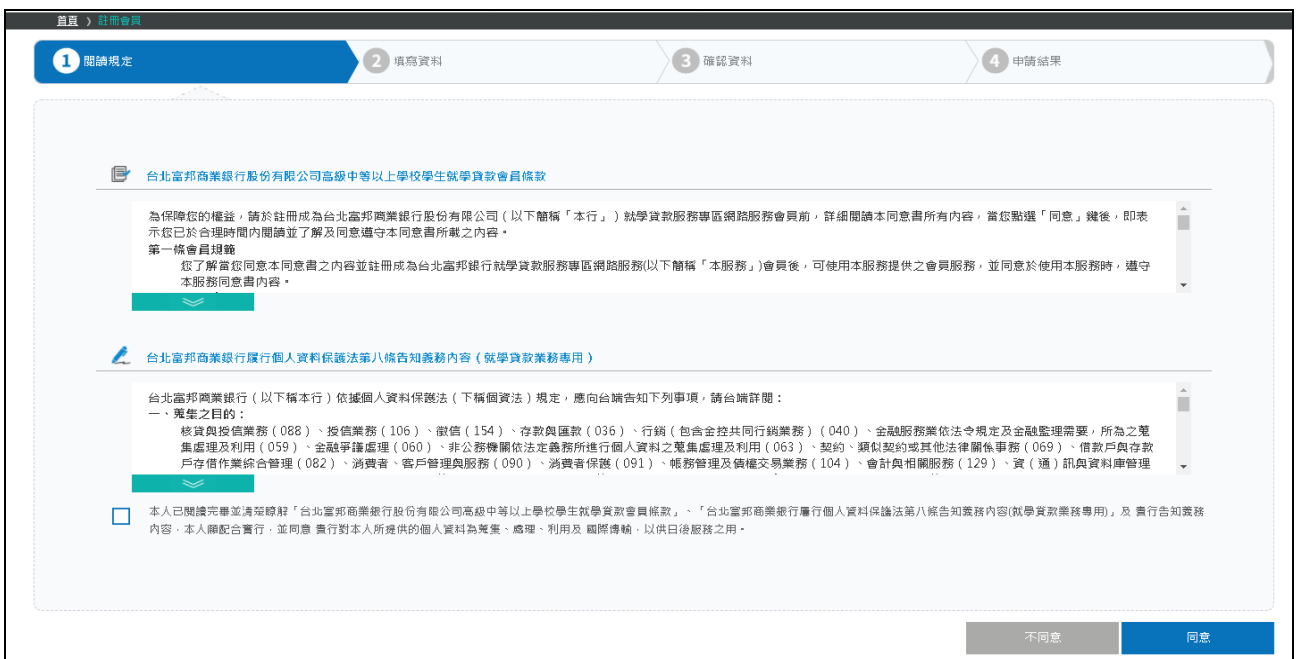 首頁 〉註冊會員
1 閱讀規定
2 填寫資料
3 確認資料
4 申請結果
台北富邦商業銀行股份有限公司高級中等以上學校學生就學貸款會員條款
為保障您的權益，請於註冊成為台北富邦商業銀行股份有限公司（以下簡稱「本行」）就學貸款服務專區網路服務會員前，詳細閱讀本同意書所有內容，當您點選「同意」鍵後，即表
示您已於合理時間內閱讀並了解及同意遵守本同意書所載之內容。
第一條會員規範
您了解當您同意本同意書之內容並註冊成為台北富邦銀行就學貸款服務專區網路服務(以下簡稱「本服務」)會員後，可使用本服務提供之會員服務，並同意於使用本服務時，遵守
本服務同意書內容。
台北富邦商業銀行履行個人資料保護法第八條告知義務內容（就學貸款業務專用）
台北富邦商業銀行（以下稱本行）依據個人資料保護法（下稱個資法）規定，應向台端告知下列事項，請台端詳閱：
一、蒐集之目的：
核貸與授信業務（088）、授信業務（106）、徵信（154）、存款與匯款（036）、行銷（包含金控共同行銷業務）（040）、金融服務業依法令規定及金融監理需要，所為之蒐
集處理及利用（059）、金融爭議處理（060）、非公務機關依法定義務所進行個人資料之蒐集處理及利用（063）、契約、類似契約或其他法律關係事務（069）、借款戶與存款
戶存借作業綜合管理（082）、消費者、客戶管理與服務（090）、消費者保護（091）、帳務管理及債權交易業務（104）、會計與相關服務（129）、資（通）訊與資料庫管理
本人已閱讀完畢並清楚瞭解「台北富邦商業銀行股份有限公司高級中等以上學校學生就學貸款會員條款」、「台北富邦商業銀行履行個人資料保護法第八條告知義務內容(就學貸款業務專用)」及 貴行告知義務
內容，本人願配合實行，並同意 貴行對本人所提供的個人資料為蒐集、處理、利用及 國際傳輸，以供日後服務之用。
不同意
同意